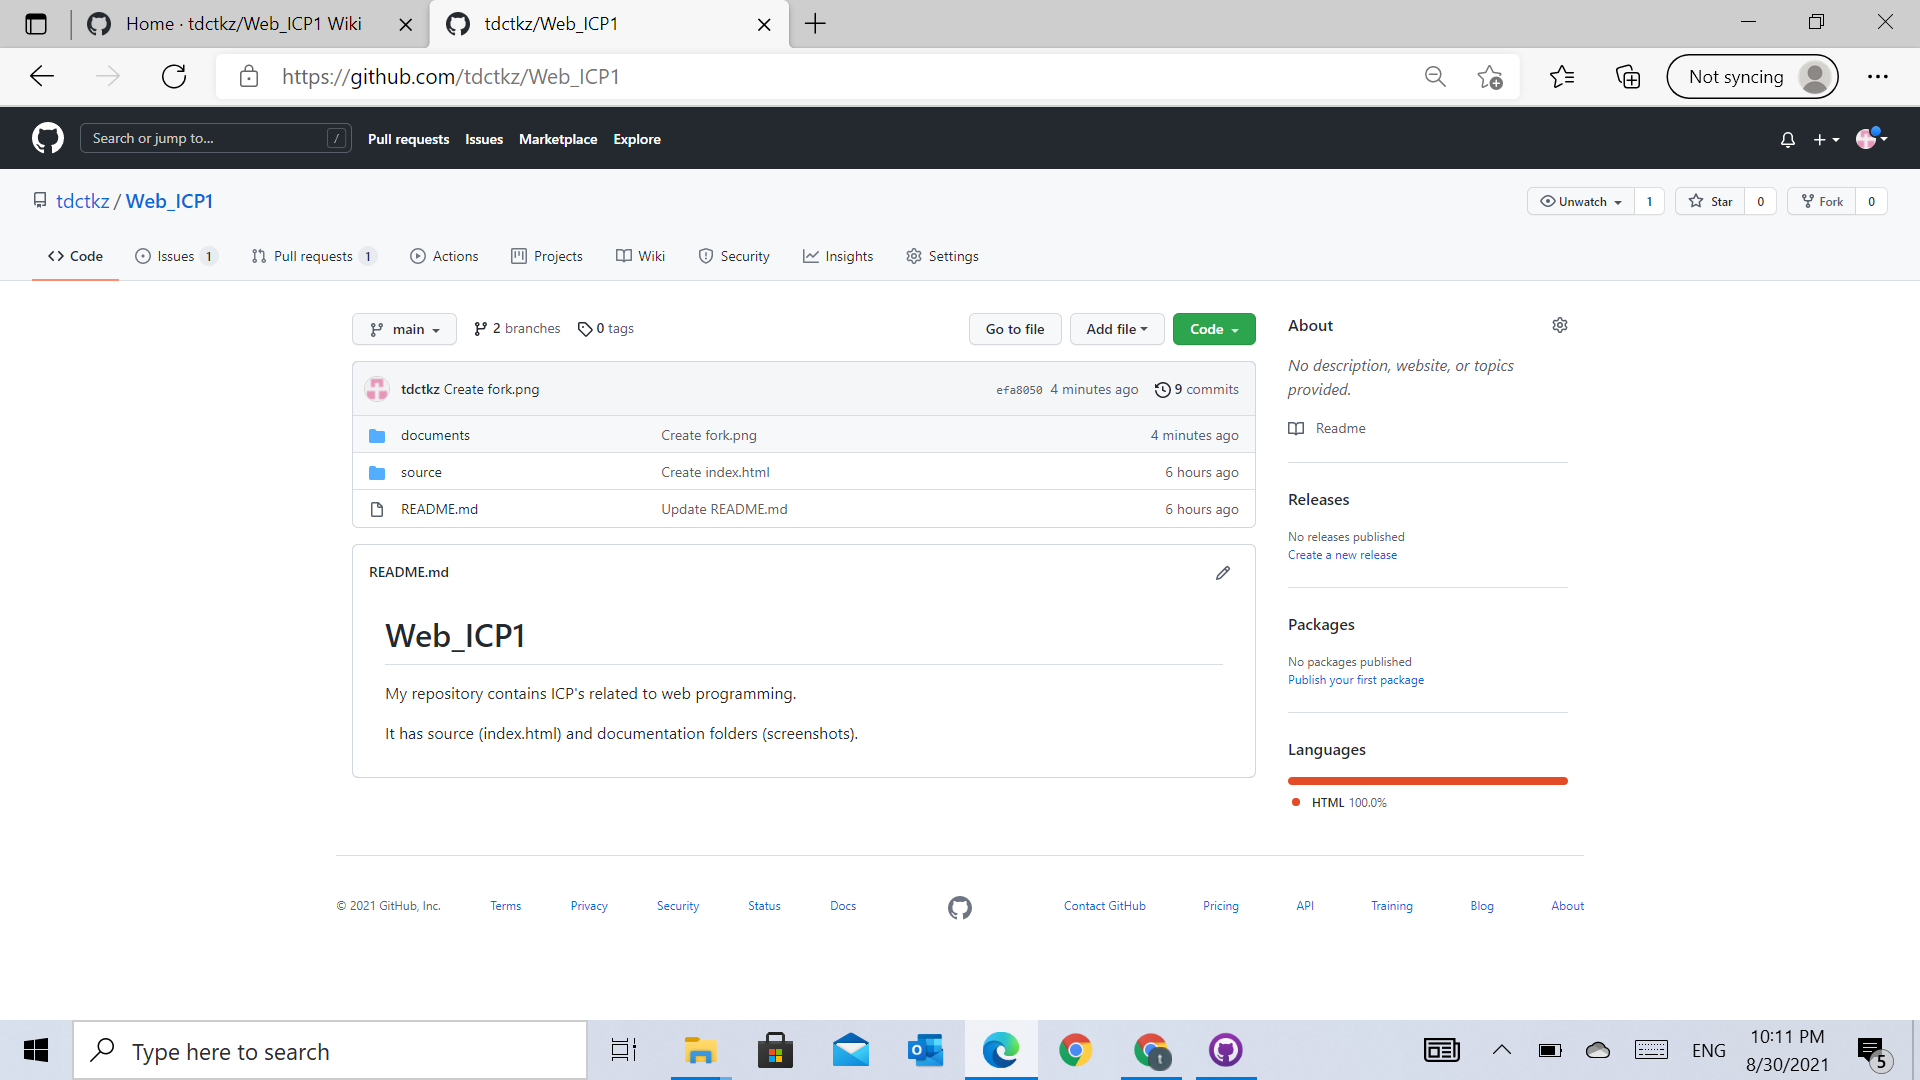 Home · tdctkz/Web_ICP1 Wiki
tdctkz/Web_ICP1
https://github.com/tdctkz/Web_ICP1
Not syncing
Search or jump to...
/
Pull requests
Issues
Marketplace
Explore
tdctkz / Web_ICP1
Unwatch 1
Star 0
Fork 0
Code
Issues 1
Pull requests 1
Actions
Projects
Wiki
Security
Insights
Settings
main
2 branches
0 tags
Go to file
Add file
Code
tdctkz Create fork.png
efa8050 4 minutes ago
9 commits
documents Create fork.png 4 minutes ago
source Create index.html 6 hours ago
README.md Update README.md 6 hours ago
README.md
Web_ICP1
My repository contains ICP's related to web programming.
It has source (index.html) and documentation folders (screenshots).
About
No description, website, or topics
provided.
Readme
Releases
No releases published
Create a new release
Packages
No packages published
Publish your first package
Languages
HTML 100.0%
© 2021 GitHub, Inc.
Terms
Privacy
Security
Status
Docs
Contact GitHub
Pricing
API
Training
Blog
About
Type here to search
t
ENG
10:11 PM
8/30/2021
5